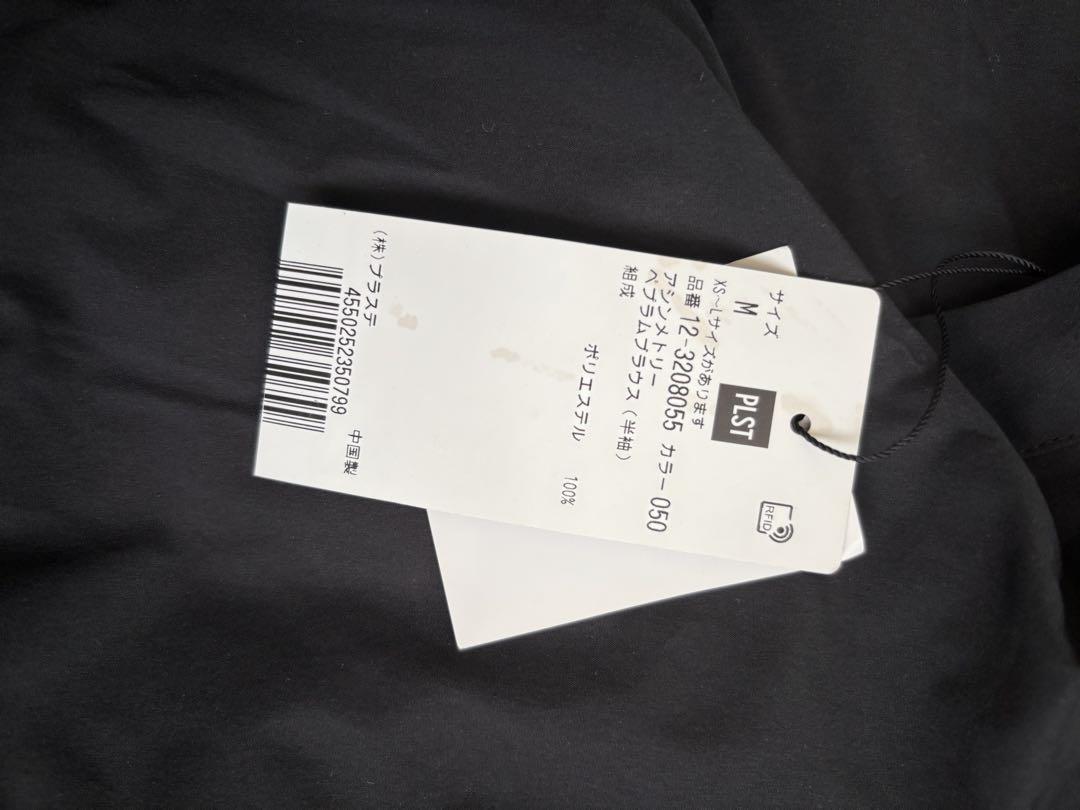 サイズ
M
PLST
RFID
XS～Lサイズがあります
品番 12-3208055 カラー 050
アシンメトリー
ペプラムブラウス (半袖)
組成
ポリエステル 100%
(株)プラステ 中国製
4550252350799